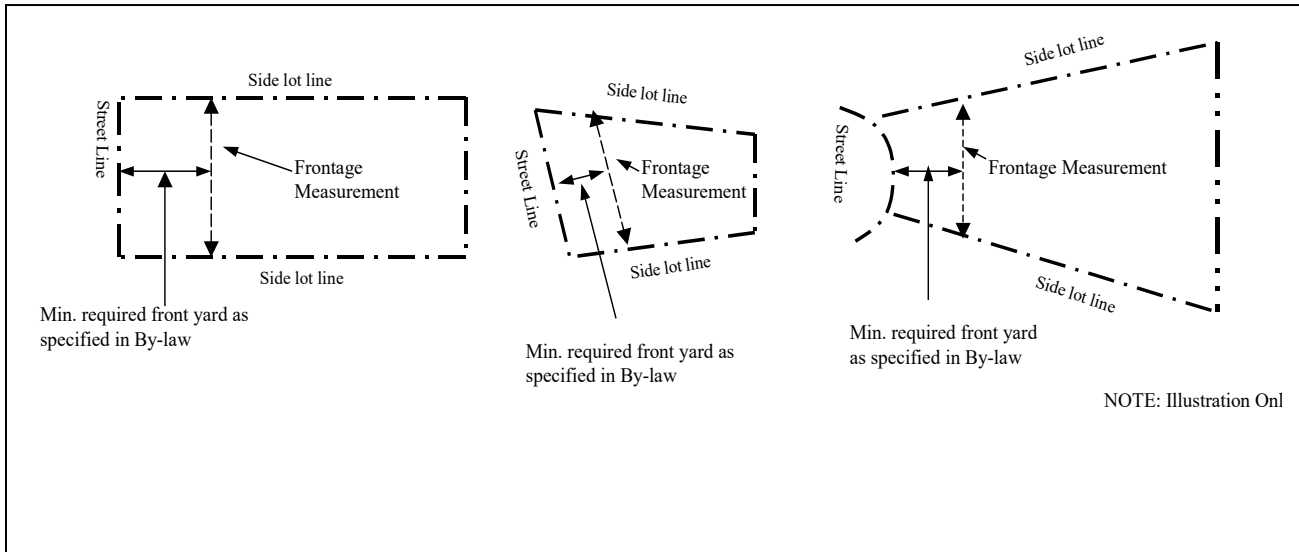 Side lot line
Street Line
Frontage
Measurement
Side lot line
Min. required front yard as
specified in By-law
Side lot line
Street Line
Frontage
Measurement
Side lot line
Min. required front yard as
specified in By-law
Side lot line
Street Line
Frontage Measurement
Side lot line
Min. required front yard
as specified in By-law
NOTE: Illustration Onl